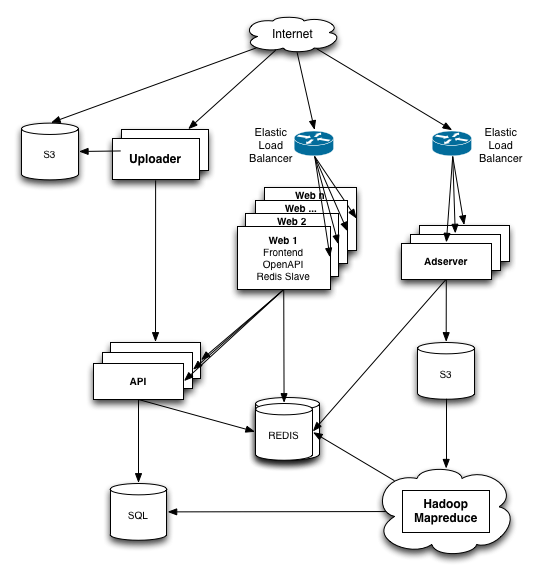 Internet
Elastic
Load
Balancer
Elastic
Load
Balancer
S3
Uploader
Web n
Web ...
Web 2
Web 1
Frontend
OpenAPI
Redis Slave
Adserver
API
S3
REDIS
SQL
Hadoop
Mapreduce